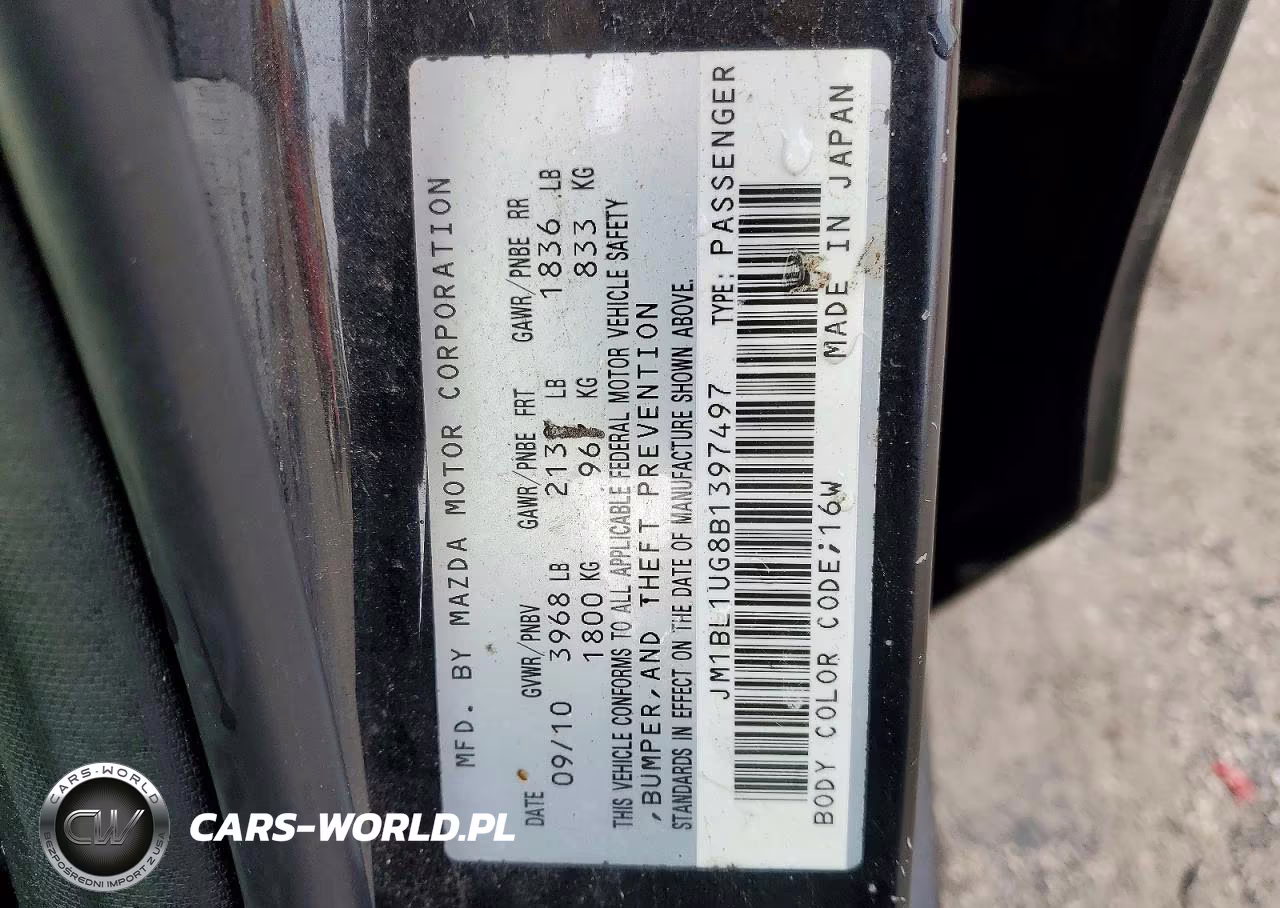 MFD. BY MAZDA MOTOR CORPORATION
DATE GVWR/PNBV GAWR/PNBE FRT GAWR/PNBE RR
09/10 3968 LB LB 1836 LB
1800 KG KG 833 KG
THIS VEHICLE CONFORMS TO ALL APPLICABLE FEDERAL MOTOR VEHICLE SAFETY
,BUMPER,AND THEFT PREVENTION
STANDARDS IN EFFECT ON THE DATE OF MANUFACTURE SHOWN ABOVE.
JM1BL1UG8B1397497 TYPE: PASSENGER
BODY COLOR CODE;16W MADE IN JAPAN
CARS-WORLD
CW
BEZPOŚREDNI IMPORT Z USA
CARS-WORLD.PL